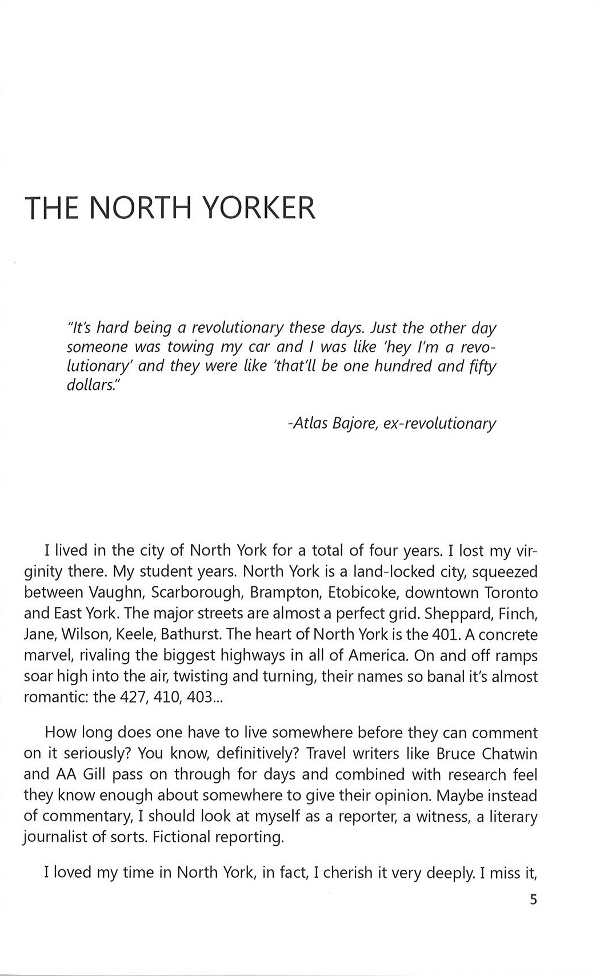 THE NORTH YORKER
"It's hard being a revolutionary these days. Just the other day
someone was towing my car and I was like 'hey I'm a revo-
lutionary' and they were like 'that'll be one hundred and fifty
dollars."
-Atlas Bajore, ex-revolutionary
I lived in the city of North York for a total of four years. I lost my vir-
ginity there. My student years. North York is a land-locked city, squeezed
between Vaughn, Scarborough, Brampton, Etobicoke, downtown Toronto
and East York. The major streets are almost a perfect grid. Sheppard, Finch,
Jane, Wilson, Keele, Bathurst. The heart of North York is the 401. A concrete
marvel, rivaling the biggest highways in all of America. On and off ramps
soar high into the air, twisting and turning, their names so banal it's almost
romantic: the 427, 410, 403...
How long does one have to live somewhere before they can comment
on it seriously? You know, definitively? Travel writers like Bruce Chatwin
and AA Gill pass on through for days and combined with research feel
they know enough about somewhere to give their opinion. Maybe instead
of commentary, I should look at myself as a reporter, a witness, a literary
journalist of sorts. Fictional reporting.
I loved my time in North York, in fact, I cherish it very deeply. I miss it,
5